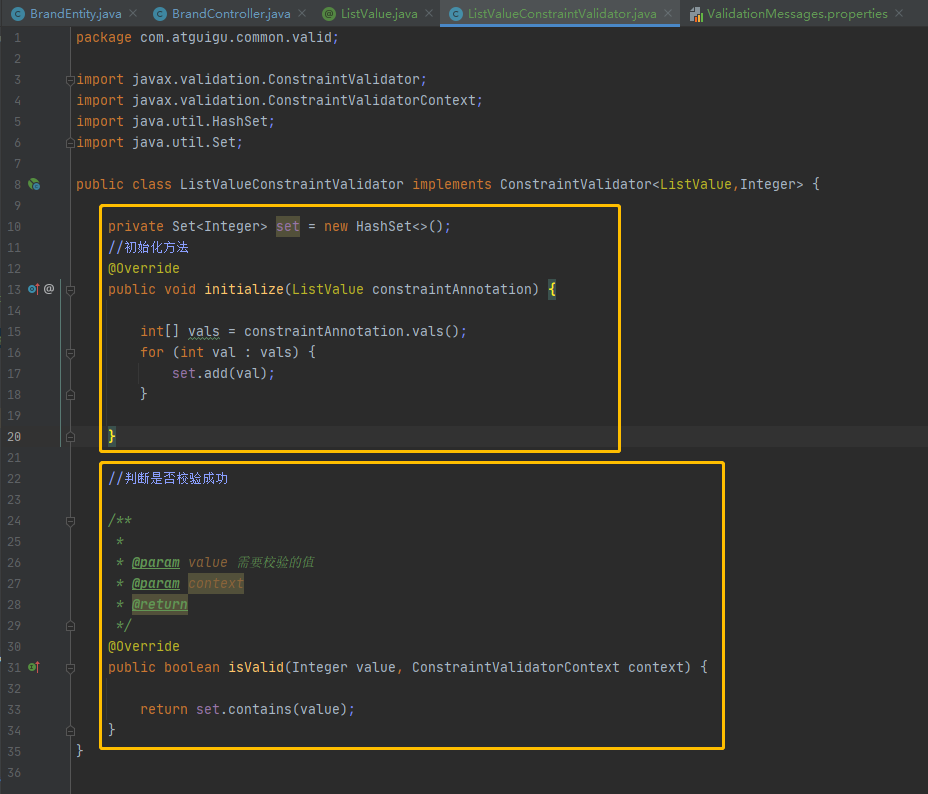 BrandEntity.java BrandController.java ListValue.java ListValueConstraintValidator.java ValidationMessages.properties
1 package com.atguigu.common.valid;
2
3 import javax.validation.ConstraintValidator;
4 import javax.validation.ConstraintValidatorContext;
5 import java.util.HashSet;
6 import java.util.Set;
7
8 public class ListValueConstraintValidator implements ConstraintValidator<ListValue,Integer> {
9
10 private Set<Integer> set = new HashSet<>();
11 //初始化方法
12 @Override
13 public void initialize(ListValue constraintAnnotation) {
14
15 int[] vals = constraintAnnotation.vals();
16 for (int val : vals) {
17 set.add(val);
18 }
19
20 }
21
22 //判断是否校验成功
23
24 /**
25 *
26 * @param value 需要校验的值
27 * @param context
28 * @return
29 */
30 @Override
31 public boolean isValid(Integer value, ConstraintValidatorContext context) {
32
33 return set.contains(value);
34 }
35 }
36